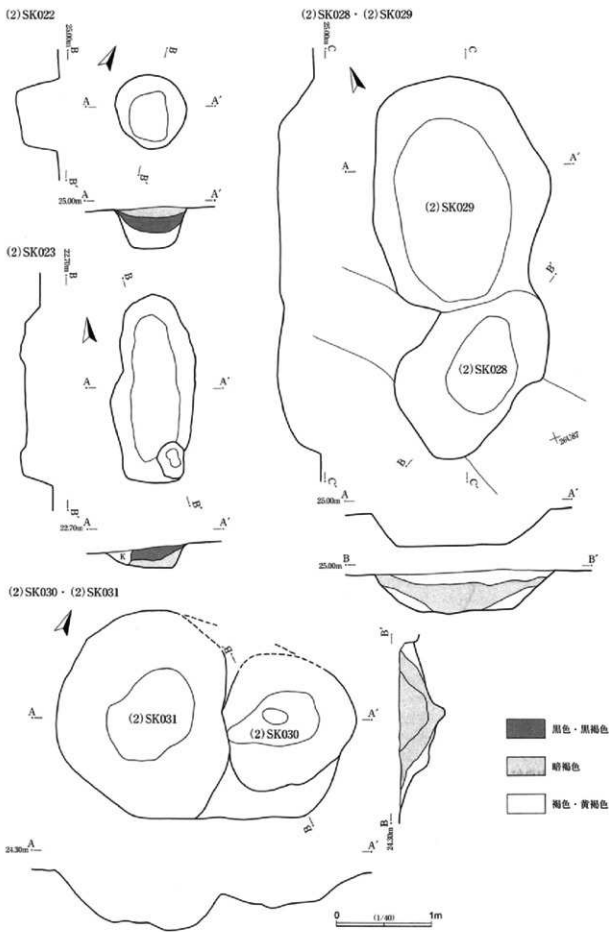 (2)SK022
25.00m
B
B
A
A'
B'
B'
25.00m
A
A'
(2)SK023
22.70m
B
B
A
A'
B'
B'
22.70m
A
A'
K
(2)SK028・(2)SK029
25.00m
C
C
A
A'
(2)SK029
B'
(2)SK028
B
C'
C'
25.00m
A
A'
25.00m
B
B'
(2)SK030・(2)SK031
B'
A
(2)SK031
(2)SK030
A'
B
24.30m
A
A'
B'
B
24.30m
黒色・黒褐色
暗褐色
褐色・黄褐色
0
(1/40)
1m